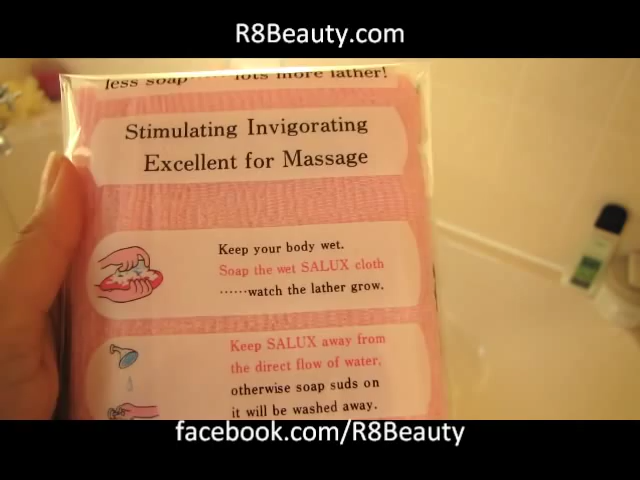 R8Beauty.com
less soap······ lots more lather!
Stimulating Invigorating
Excellent for Massage
Keep your body wet.
Soap the wet SALUX cloth
······watch the lather grow.
Keep SALUX away from
the direct flow of water,
otherwise soap suds on
it will be washed away.
facebook.com/R8Beauty